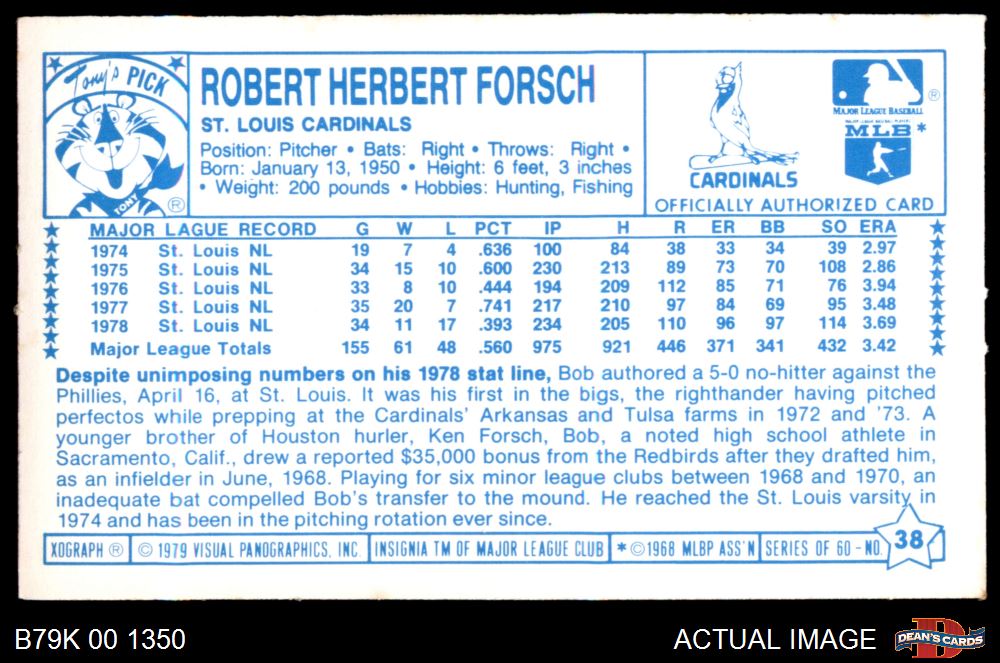 Tony's PICK
TONY
®
ROBERT HERBERT FORSCH
ST. LOUIS CARDINALS
Position: Pitcher • Bats: Right • Throws: Right •
Born: January 13, 1950 • Height: 6 feet, 3 inches
• Weight: 200 pounds • Hobbies: Hunting, Fishing
CARDINALS
®
MAJOR LEAGUE BASEBALL
MAJOR LEAGUE BASEBALL PLAYERS
MLB*
OFFICIALLY AUTHORIZED CARD
MAJOR LAGUE RECORD G W L PCT IP H R ER BB SO ERA
1974 St. Louis NL 19 7 4 .636 100 84 38 33 34 39 2.97
1975 St. Louis NL 34 15 10 .600 230 213 89 73 70 108 2.86
1976 St. Louis NL 33 8 10 .444 194 209 112 85 71 76 3.94
1977 St. Louis NL 35 20 7 .741 217 210 97 84 69 95 3.48
1978 St. Louis NL 34 11 17 .393 234 205 110 96 97 114 3.69
Major League Totals 155 61 48 .560 975 921 446 371 341 432 3.42
Despite unimposing numbers on his 1978 stat line, Bob authored a 5-0 no-hitter against the
Phillies, April 16, at St. Louis. It was his first in the bigs, the righthander having pitched
perfectos while prepping at the Cardinals' Arkansas and Tulsa farms in 1972 and '73. A
younger brother of Houston hurler, Ken Forsch, Bob, a noted high school athlete in
Sacramento, Calif., drew a reported $35,000 bonus from the Redbirds after they drafted him,
as an infielder in June, 1968. Playing for six minor league clubs between 1968 and 1970, an
inadequate bat compelled Bob's transfer to the mound. He reached the St. Louis varsity in
1974 and has been in the pitching rotation ever since.
XOGRAPH ® © 1979 VISUAL PANOGRAPHICS, INC. INSIGNIA TM OF MAJOR LEAGUE CLUB * © 1968 MLBP ASS'N SERIES OF 60 - NO. 38
B79K 00 1350
ACTUAL IMAGE
DEAN'S CARDS